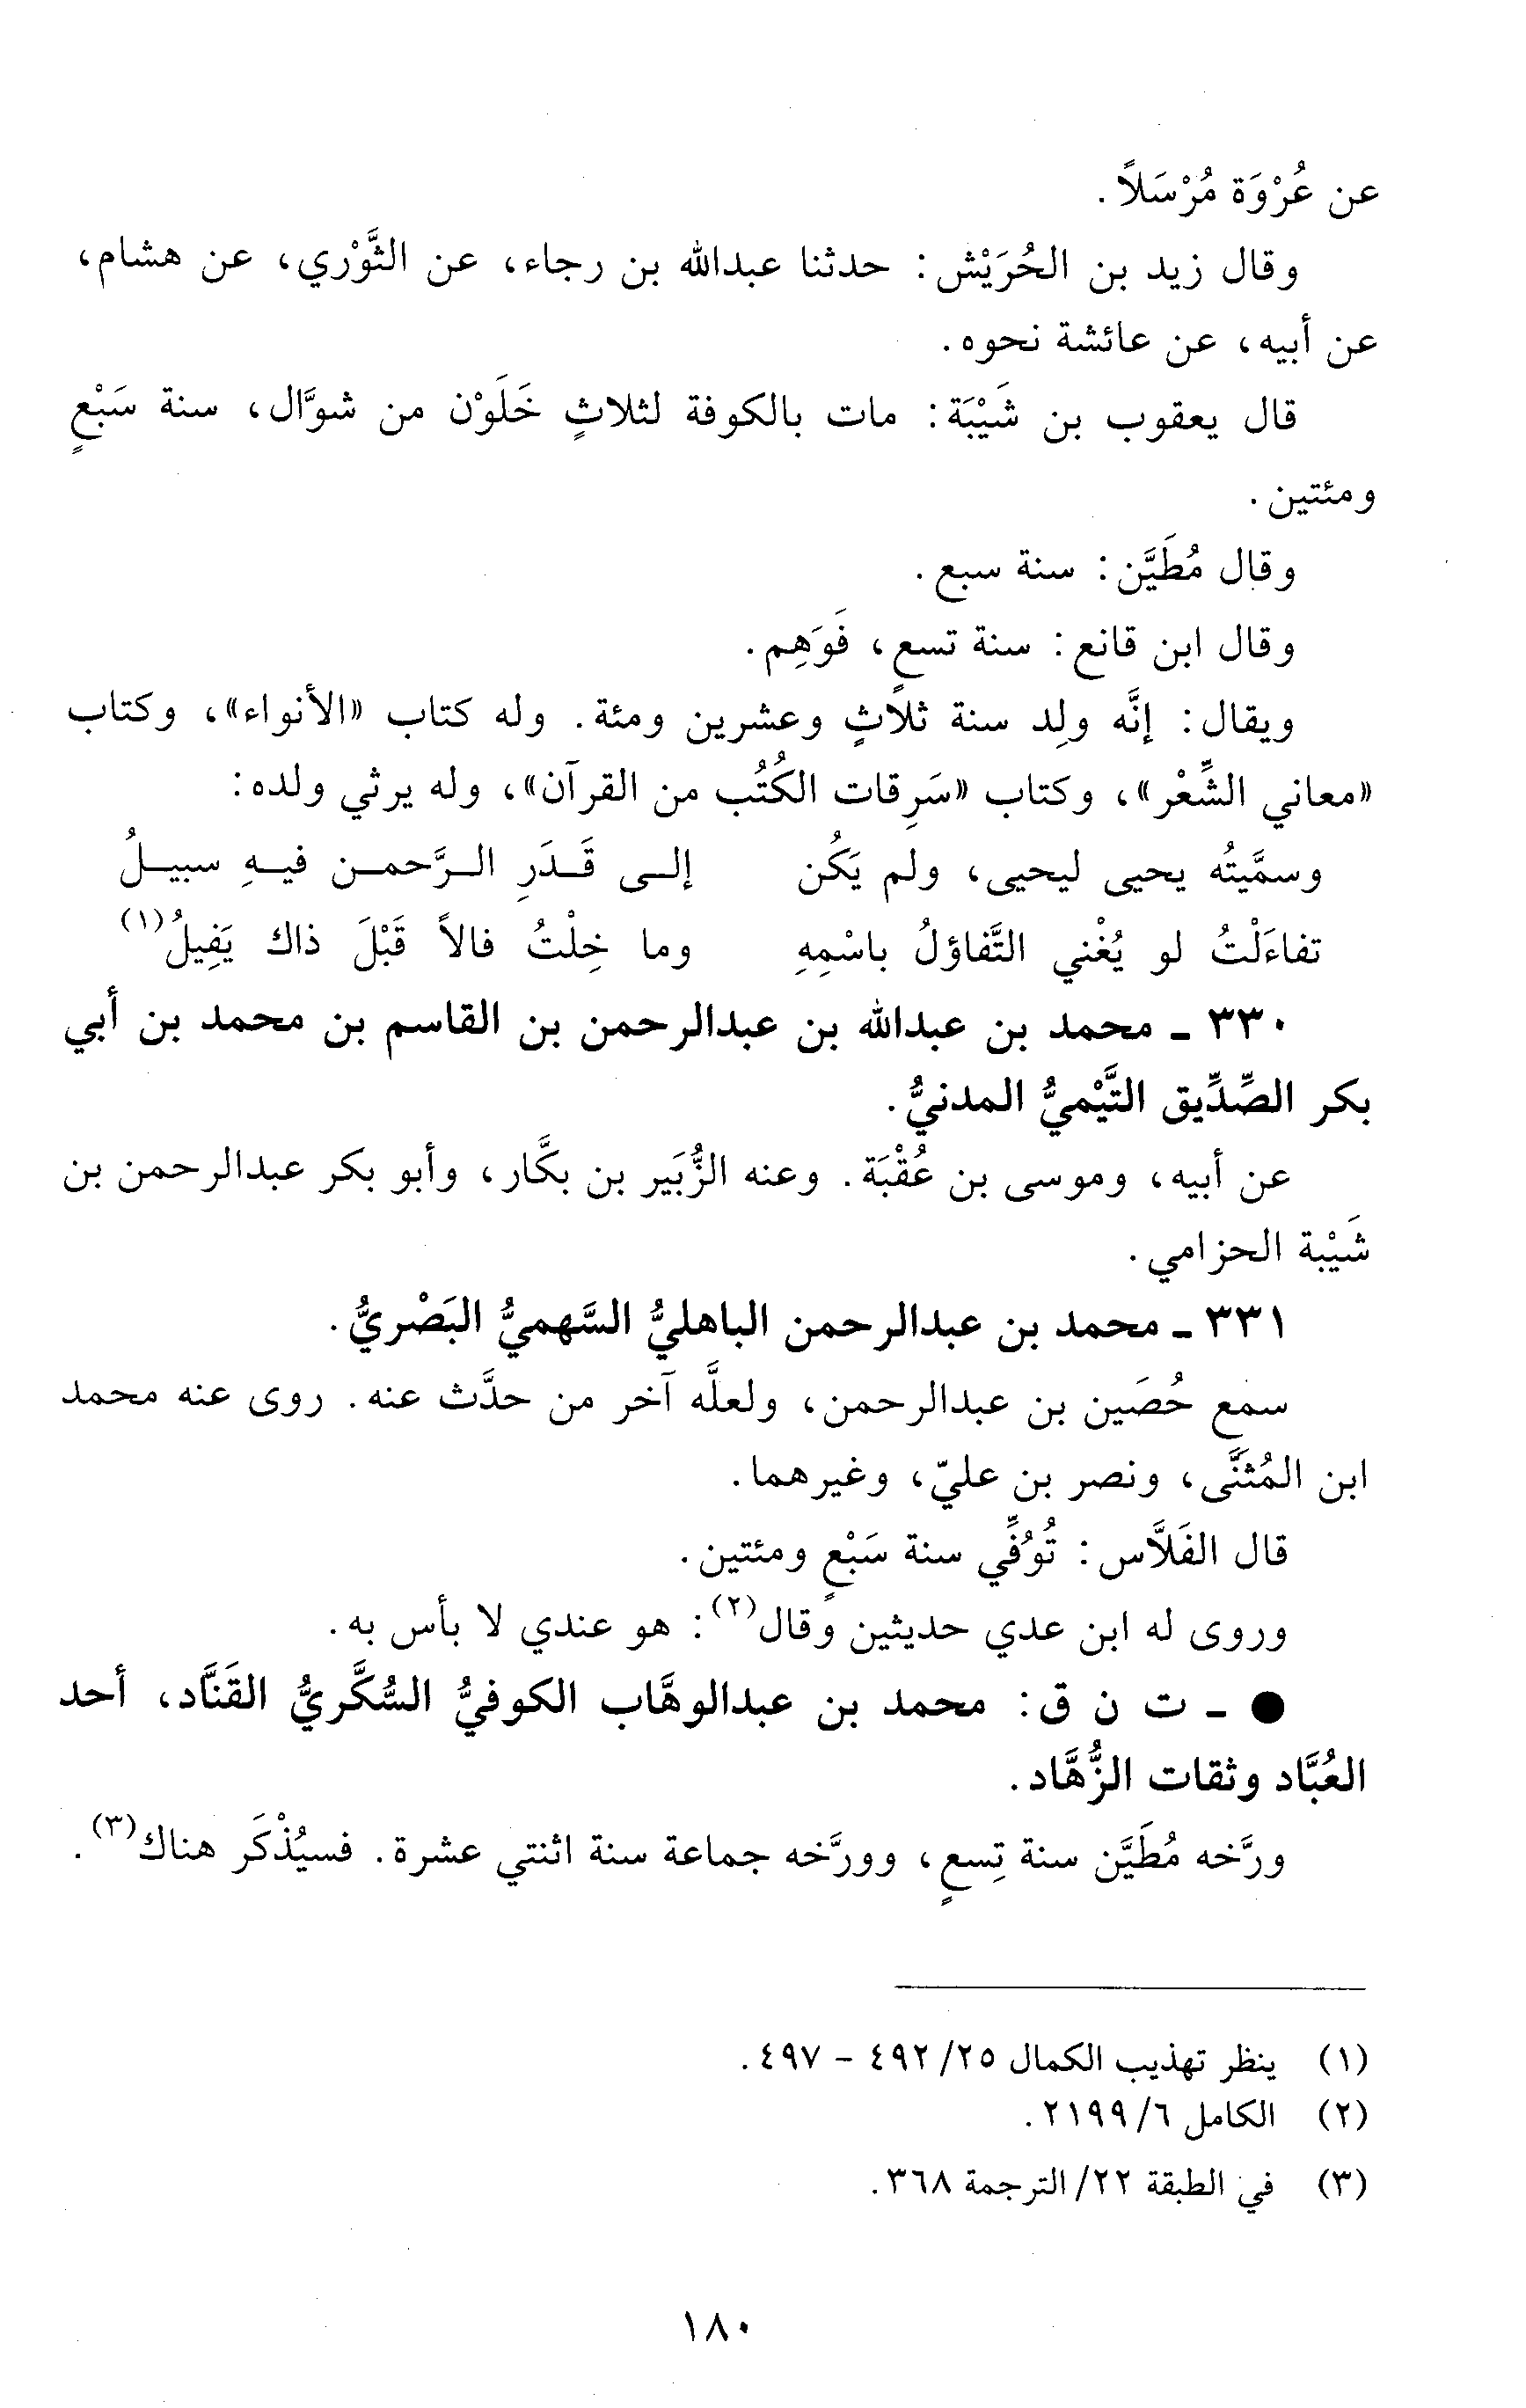 عن عُرْوَة مُرْسَلاً.
وقال زيد بن الحُرَيْش: حدثنا عبدالله بن رجاء، عن الثَّوْري، عن هشام،
عن أبيه، عن عائشة نحوه.
قال يعقوب بن شَيْبَة: مات بالكوفة لثلاثٍ خَلَوْن من شوَّال، سنة سَبْعٍ
ومئتين.
وقال مُطَيَّن: سنة سبع.
وقال ابن قانع: سنة تسعٍ، فَوَهِم.
ويقال: إنَّه ولِد سنة ثلاثٍ وعشرين ومئة. وله كتاب «الأنواء»، وكتاب
«معاني الشِّعْر»، وكتاب «سَرِقات الكُتُب من القرآن»، وله يرثي ولده:
وسمَّيتُه يحيى ليحيى، ولم يَكُن إلى قَدَرِ الرَّحمن فيهِ سبيلُ
تفاءَلْتُ لو يُغْني التَّفاؤلُ باسْمِهِ وما خِلْتُ فالاً قَبْلَ ذاك يَفِيلُ(١)
٣٣٠ ـ محمد بن عبدالله بن عبدالرحمن بن القاسم بن محمد بن أبي
بكر الصِّدِّيق التَّيْميُّ المدنيُّ.
عن أبيه، وموسى بن عُقْبَة. وعنه الزُّبَير بن بكَّار، وأبو بكر عبدالرحمن بن
شَيْبة الحزامي.
٣٣١ ـ محمد بن عبدالرحمن الباهليُّ السَّهميُّ البَصْريُّ.
سمع حُصَين بن عبدالرحمن، ولعلَّه آخر من حدَّث عنه. روى عنه محمد
ابن المُثَنَّى، ونصر بن عليّ، وغيرهما.
قال الفَلاَّس: تُوُفِّي سنة سَبْعٍ ومئتين.
وروى له ابن عدي حديثين وقال(٢): هو عندي لا بأس به.
● ـ ت ن ق: محمد بن عبدالوهَّاب الكوفيُّ السُّكَّريُّ القَنَّاد، أحد
العُبَّاد وثقات الزُّهَّاد.
ورَّخه مُطَيَّن سنة تِسعٍ، وورَّخه جماعة سنة اثنتي عشرة. فسيُذْكَر هناك(٣).
(١) ينظر تهذيب الكمال ٢٥/ ٤٩٢ - ٤٩٧.
(٢) الكامل ٦/ ٢١٩٩.
(٣) في الطبقة ٢٢/ الترجمة ٣٦٨.
١٨٠